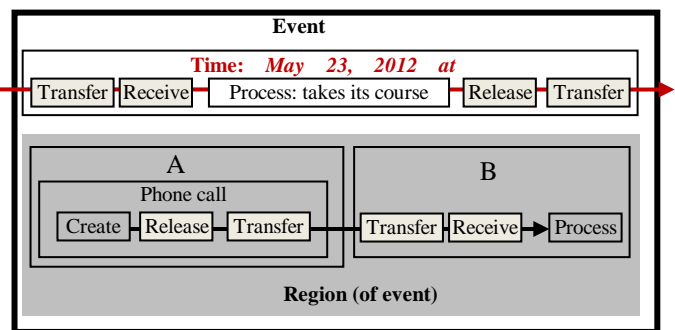 Event
Time: May 23, 2012 at
Transfer Receive Process: takes its course Release Transfer
A
B
Phone call
Create Release Transfer Transfer Receive Process
Region (of event)